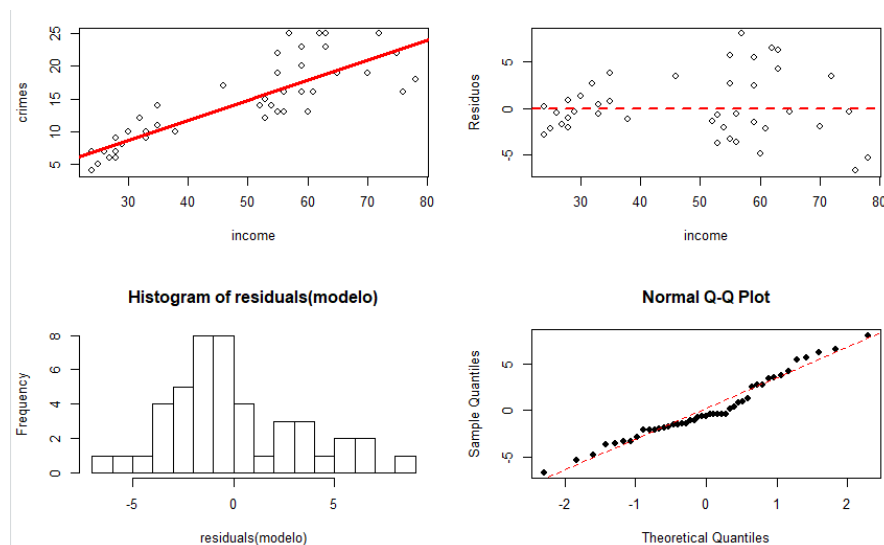 crimes
5 10 15 20 25
30 40 50 60 70 80
income
Residuos
-5 0 5
30 40 50 60 70 80
income
Histogram of residuals(modelo)
Frequency
0 2 4 6 8
-5 0 5
residuals(modelo)
Normal Q-Q Plot
Sample Quantiles
-5 0 5
-2 -1 0 1 2
Theoretical Quantiles